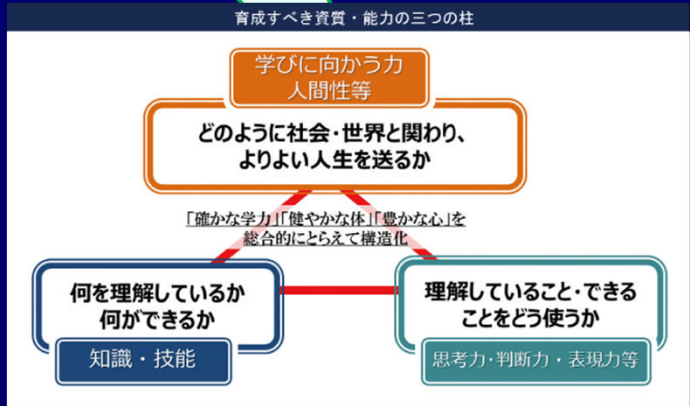 育成すべき資質・能力の三つの柱
学びに向かう力
人間性等
どのように社会・世界と関わり、
よりよい人生を送るか
「確かな学力」「健やかな体」「豊かな心」を
総合的にとらえて構造化
何を理解しているか
何ができるか
知識・技能
理解していること・できる
ことをどう使うか
思考力・判断力・表現力等